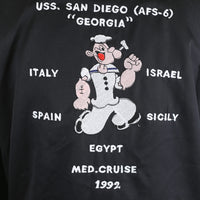 USS. SAN DIEGO (AFS-6)
"GEORGIA"
ITALY ISRAEL
SPAIN SICILY
EGYPT
MED.CRUISE
1992